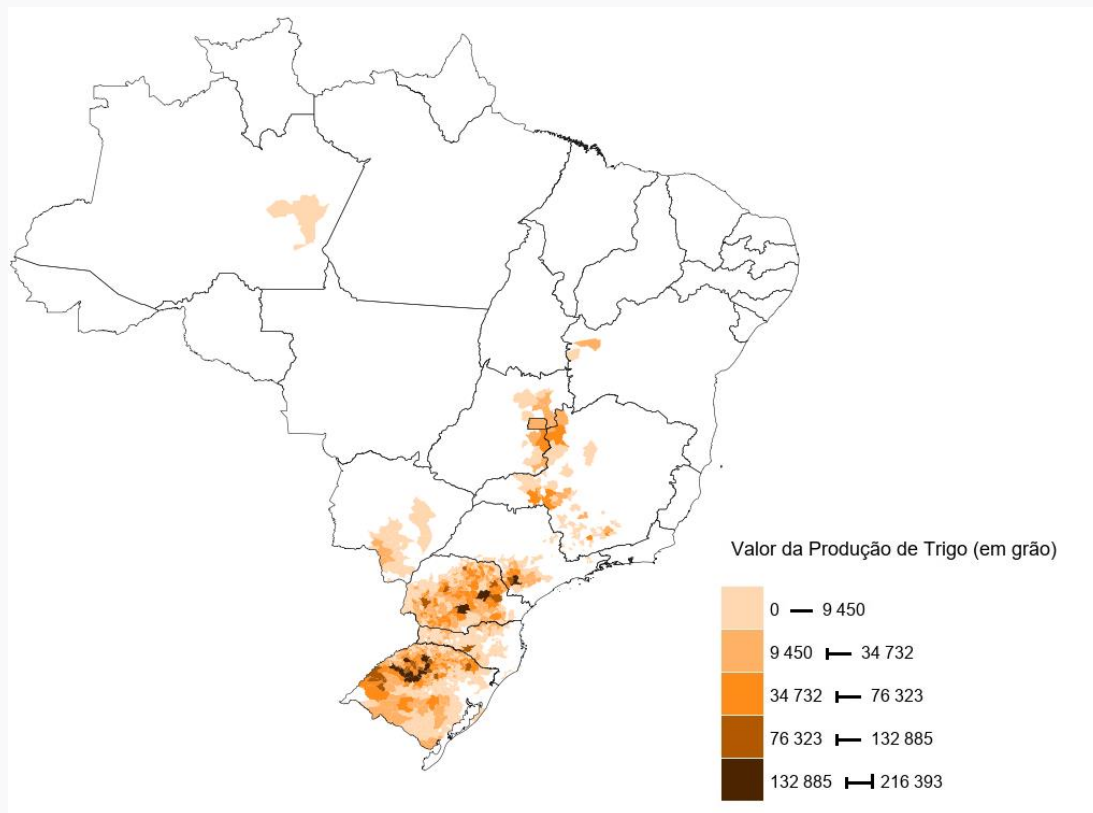 Valor da Produção de Trigo (em grão)
0 — 9 450
9 450 ⊢ 34 732
34 732 ⊢ 76 323
76 323 ⊢ 132 885
132 885 ⊢⊣ 216 393